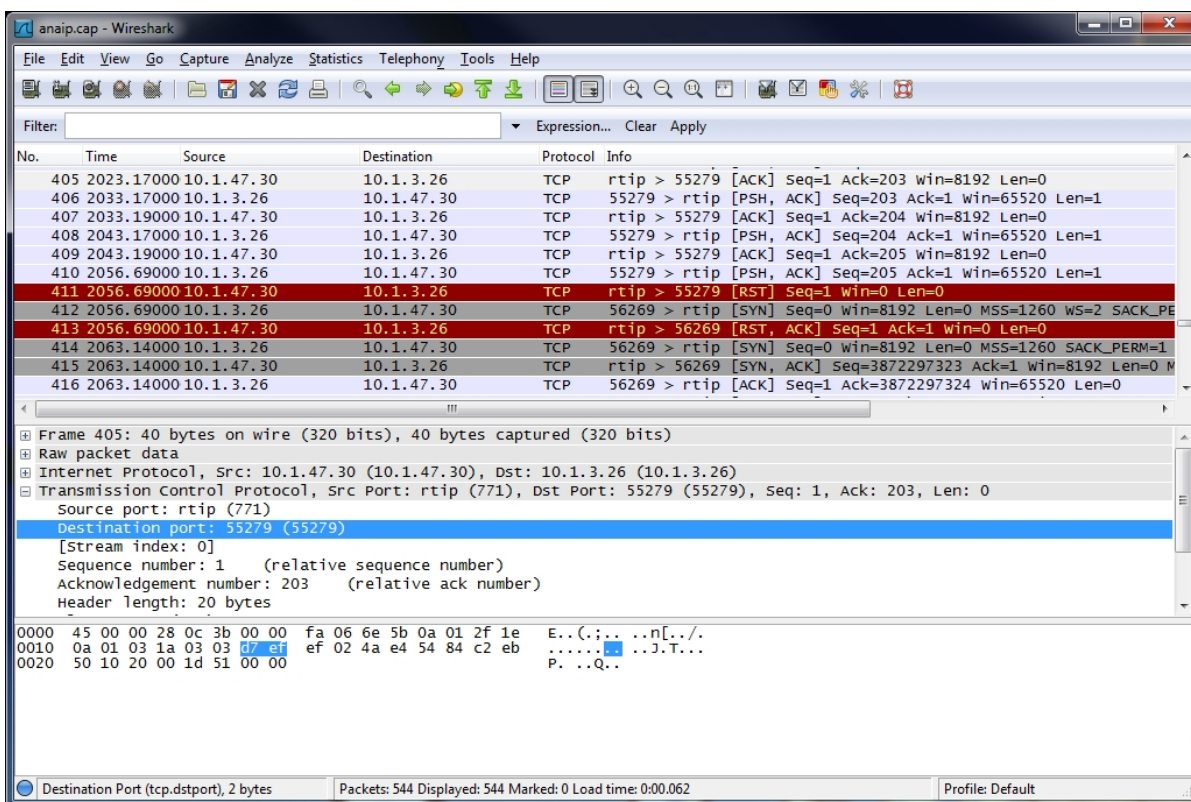 anaip.cap - Wireshark
File Edit View Go Capture Analyze Statistics Telephony Tools Help
Filter: Expression... Clear Apply
No. Time Source Destination Protocol Info
405 2023.17000 10.1.47.30 10.1.3.26 TCP rtip > 55279 [ACK] Seq=1 Ack=203 Win=8192 Len=0
406 2033.17000 10.1.3.26 10.1.47.30 TCP 55279 > rtip [PSH, ACK] Seq=203 Ack=1 Win=65520 Len=1
407 2033.19000 10.1.47.30 10.1.3.26 TCP rtip > 55279 [ACK] Seq=1 Ack=204 Win=8192 Len=0
408 2043.17000 10.1.3.26 10.1.47.30 TCP 55279 > rtip [PSH, ACK] Seq=204 Ack=1 Win=65520 Len=1
409 2043.19000 10.1.47.30 10.1.3.26 TCP rtip > 55279 [ACK] Seq=1 Ack=205 Win=8192 Len=0
410 2056.69000 10.1.3.26 10.1.47.30 TCP 55279 > rtip [PSH, ACK] Seq=205 Ack=1 Win=65520 Len=1
411 2056.69000 10.1.47.30 10.1.3.26 TCP rtip > 55279 [RST] Seq=1 Win=0 Len=0
412 2056.69000 10.1.3.26 10.1.47.30 TCP 56269 > rtip [SYN] Seq=0 Win=8192 Len=0 MSS=1260 WS=2 SACK_PE
413 2056.69000 10.1.47.30 10.1.3.26 TCP rtip > 56269 [RST, ACK] Seq=1 Ack=1 Win=0 Len=0
414 2063.14000 10.1.3.26 10.1.47.30 TCP 56269 > rtip [SYN] Seq=0 Win=8192 Len=0 MSS=1260 SACK_PERM=1
415 2063.14000 10.1.47.30 10.1.3.26 TCP rtip > 56269 [SYN, ACK] Seq=3872297323 Ack=1 Win=8192 Len=0 M
416 2063.14000 10.1.3.26 10.1.47.30 TCP 56269 > rtip [ACK] Seq=1 Ack=3872297324 Win=65520 Len=0
Frame 405: 40 bytes on wire (320 bits), 40 bytes captured (320 bits)
Raw packet data
Internet Protocol, Src: 10.1.47.30 (10.1.47.30), Dst: 10.1.3.26 (10.1.3.26)
Transmission Control Protocol, Src Port: rtip (771), Dst Port: 55279 (55279), Seq: 1, Ack: 203, Len: 0
Source port: rtip (771)
Destination port: 55279 (55279)
[Stream index: 0]
Sequence number: 1 (relative sequence number)
Acknowledgement number: 203 (relative ack number)
Header length: 20 bytes
0000 45 00 00 28 0c 3b 00 00 fa 06 6e 5b 0a 01 2f 1e E..(.;.. ..n[../.
0010 0a 01 03 1a 03 03 d7 ef ef 02 4a e4 54 84 c2 eb ........ ..J.T...
0020 50 10 20 00 1d 51 00 00 P. ..Q..
Destination Port (tcp.dstport), 2 bytes Packets: 544 Displayed: 544 Marked: 0 Load time: 0:00.062 Profile: Default